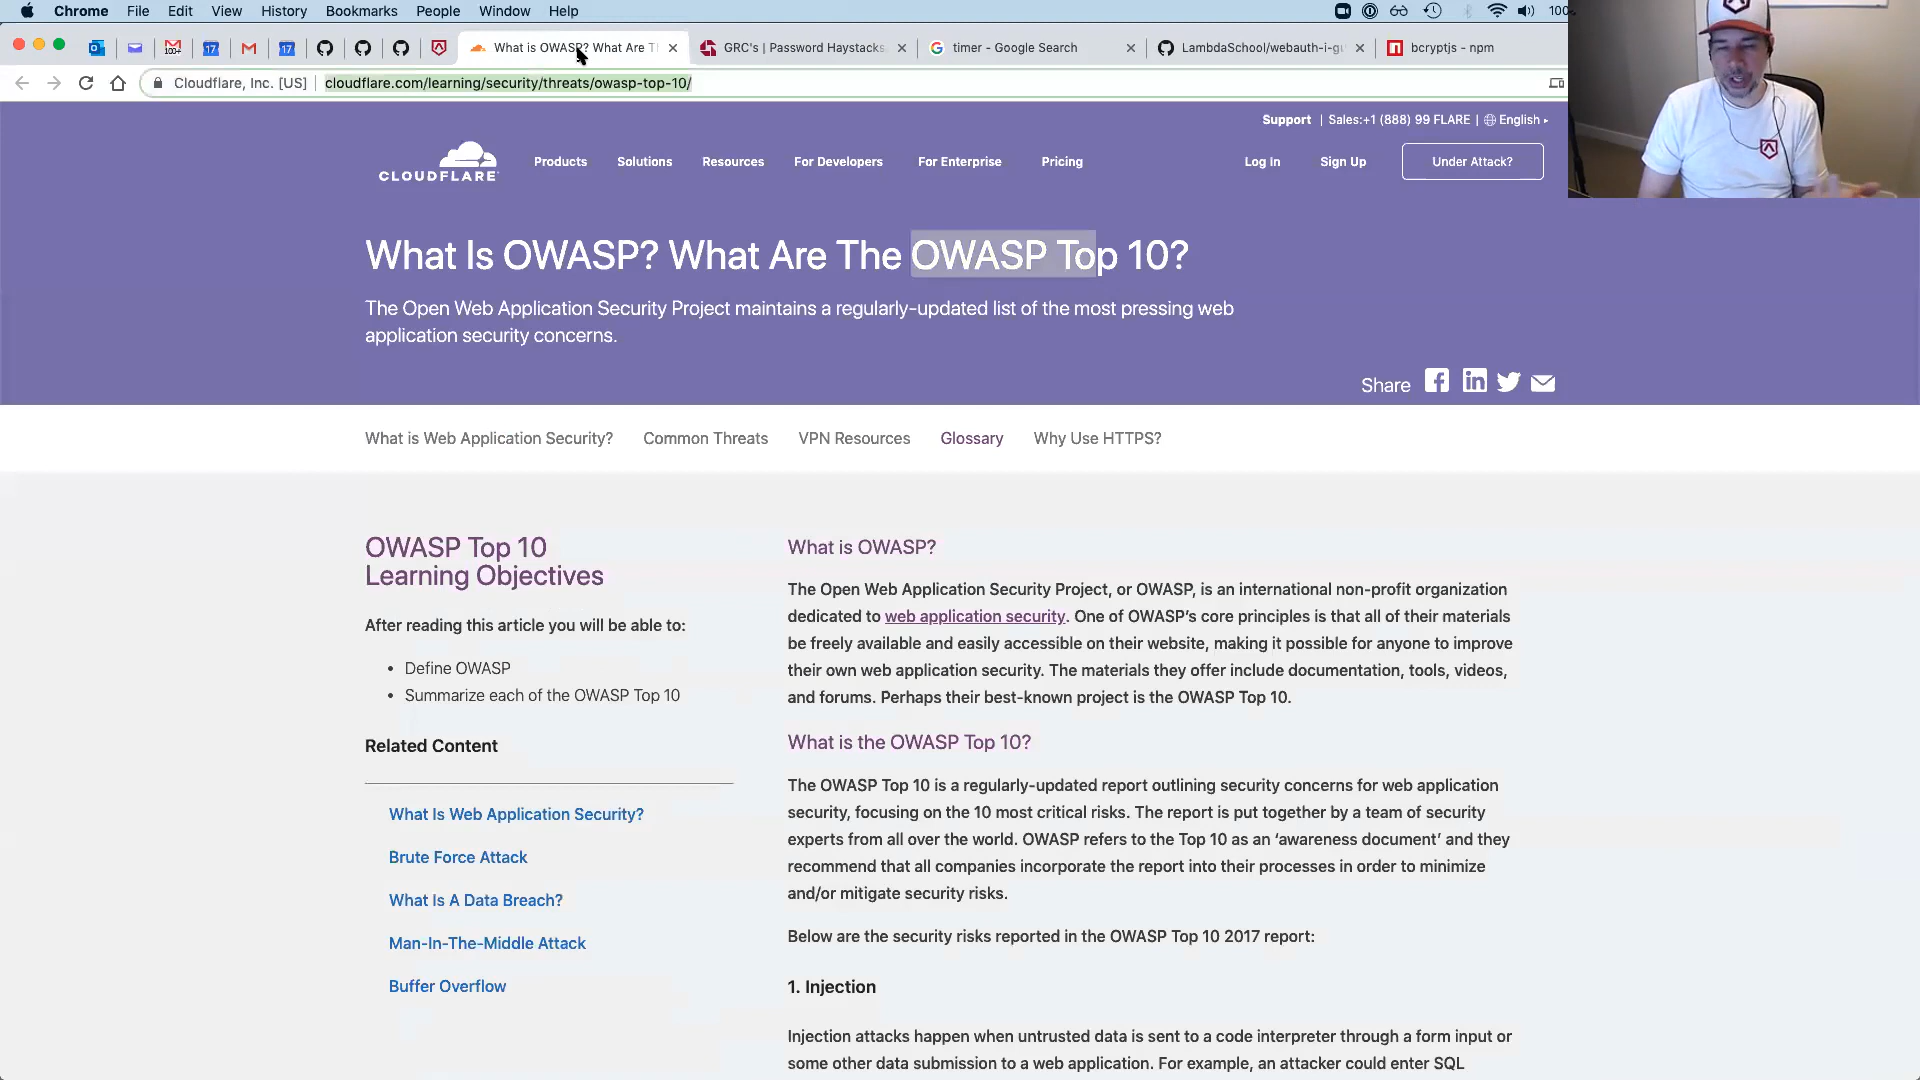 Chrome File Edit View History Bookmarks People Window Help
What is OWASP? What Are T
GRC's | Password Haystacks
timer - Google Search
LambdaSchool/webauth-i-gu
bcryptjs - npm
Cloudflare, Inc. [US] cloudflare.com/learning/security/threats/owasp-top-10/
Support | Sales:+1 (888) 99 FLARE | English
CLOUDFLARE Products Solutions Resources For Developers For Enterprise Pricing Log In Sign Up Under Attack?
What Is OWASP? What Are The OWASP Top 10?
The Open Web Application Security Project maintains a regularly-updated list of the most pressing web
application security concerns.
Share
What is Web Application Security? Common Threats VPN Resources Glossary Why Use HTTPS?
OWASP Top 10
Learning Objectives
After reading this article you will be able to:
• Define OWASP
• Summarize each of the OWASP Top 10
Related Content
What Is Web Application Security?
Brute Force Attack
What Is A Data Breach?
Man-In-The-Middle Attack
Buffer Overflow
What is OWASP?
The Open Web Application Security Project, or OWASP, is an international non-profit organization
dedicated to web application security. One of OWASP’s core principles is that all of their materials
be freely available and easily accessible on their website, making it possible for anyone to improve
their own web application security. The materials they offer include documentation, tools, videos,
and forums. Perhaps their best-known project is the OWASP Top 10.
What is the OWASP Top 10?
The OWASP Top 10 is a regularly-updated report outlining security concerns for web application
security, focusing on the 10 most critical risks. The report is put together by a team of security
experts from all over the world. OWASP refers to the Top 10 as an ‘awareness document’ and they
recommend that all companies incorporate the report into their processes in order to minimize
and/or mitigate security risks.
Below are the security risks reported in the OWASP Top 10 2017 report:
1. Injection
Injection attacks happen when untrusted data is sent to a code interpreter through a form input or
some other data submission to a web application. For example, an attacker could enter SQL